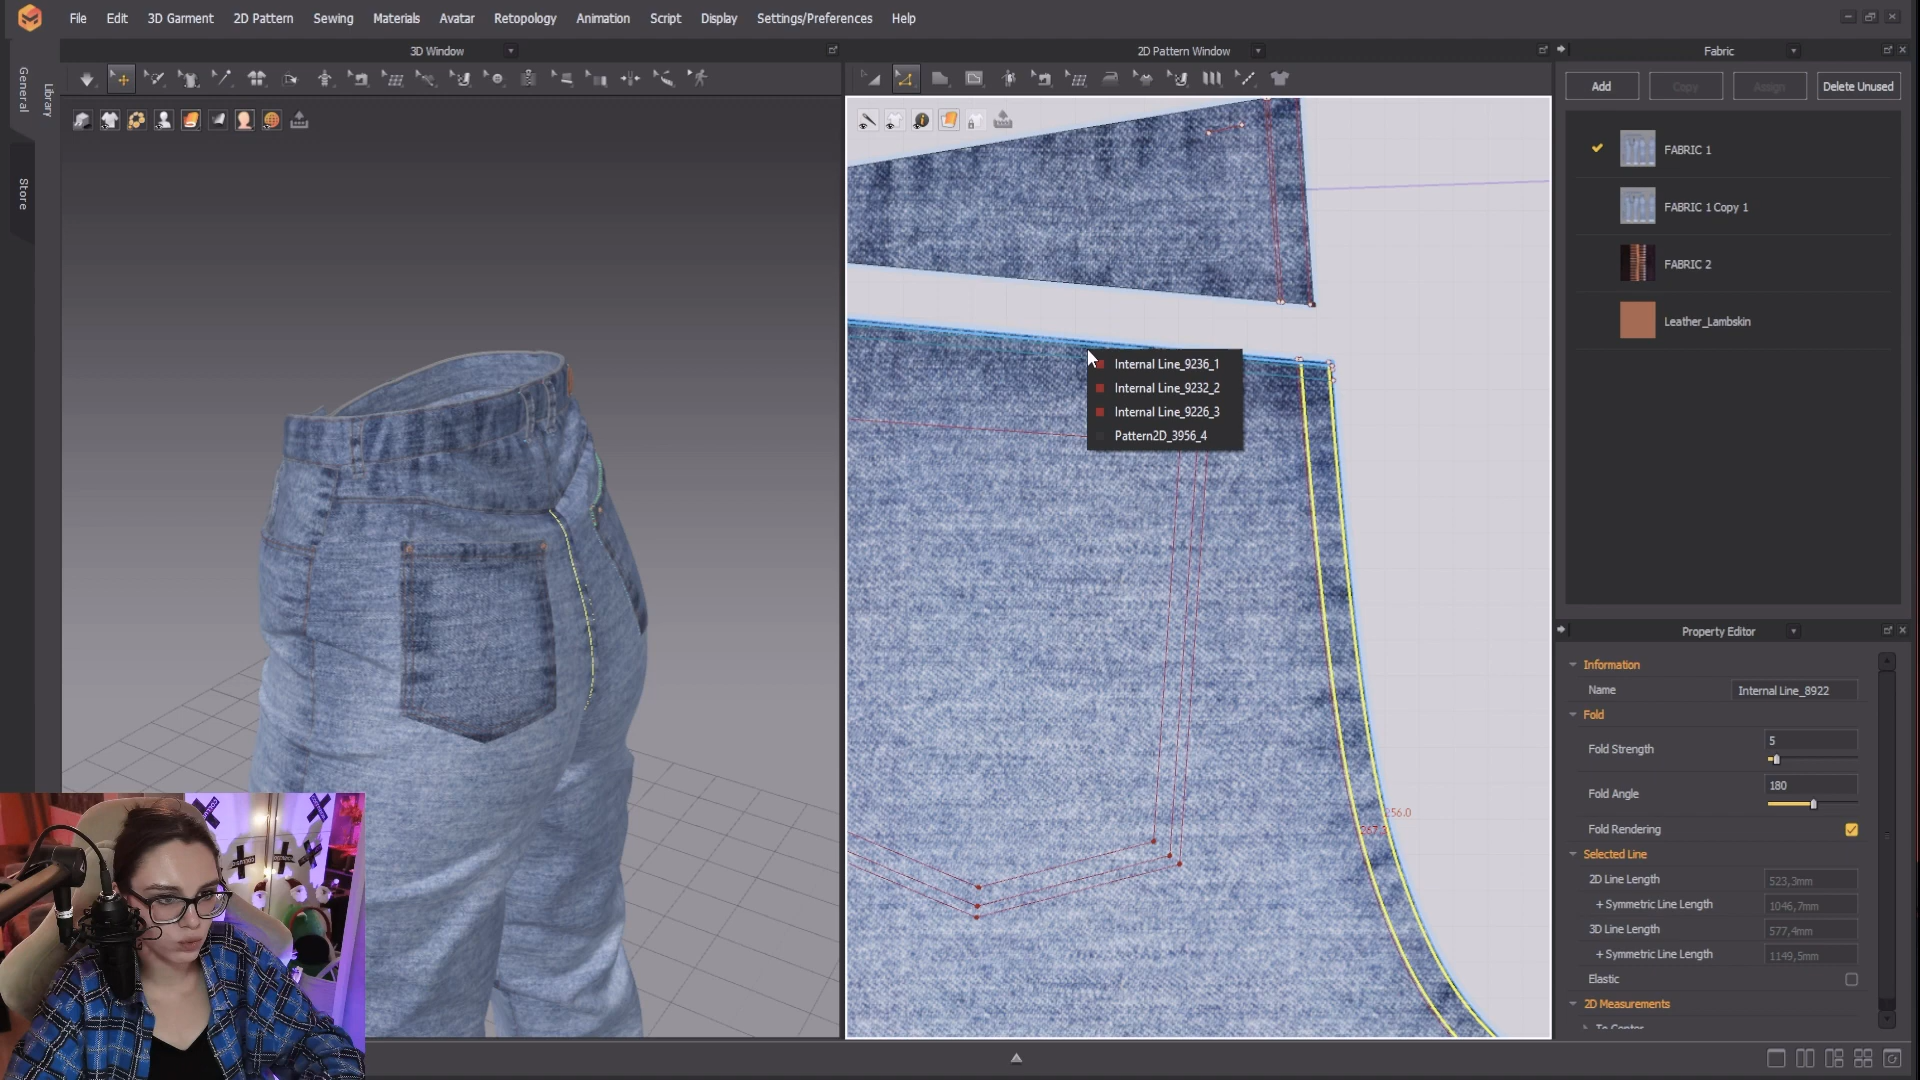 File Edit 3D Garment 2D Pattern Sewing Materials Avatar Retopology Animation Script Display Settings/Preferences Help
3D Window
2D Pattern Window
Fabric
General
Library
Store
Add
Copy
Assign
Delete Unused
FABRIC 1
FABRIC 1 Copy 1
FABRIC 2
Leather_Lambskin
Internal Line_9236_1
Internal Line_9232_2
Internal Line_9226_3
Pattern2D_3956_4
256.0
Property Editor
Information
Name Internal Line_8922
Fold
Fold Strength 5
Fold Angle 180
Fold Rendering
Selected Line
2D Line Length 523,3mm
+ Symmetric Line Length 1046,7mm
3D Line Length 577,4mm
+ Symmetric Line Length 1149,5mm
Elastic
2D Measurements
To Center